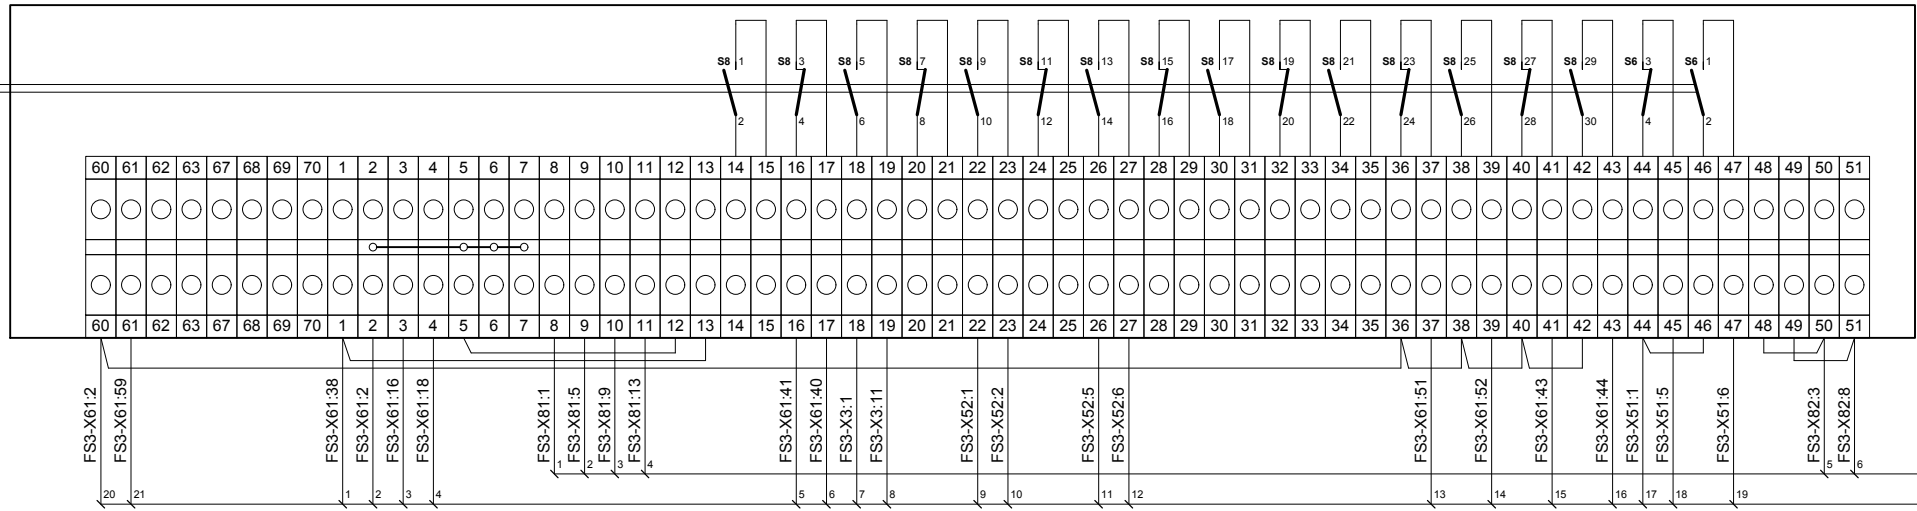 S8 1 S8 3 S8 5 S8 7 S8 9 S8 11 S8 13 S8 15 S8 17 S8 19 S8 21 S8 23 S8 25 S8 27 S8 29 S6 3 S6 1
2 4 6 8 10 12 14 16 18 20 22 24 26 28 30 4 2
60 61 62 63 67 68 69 70 1 2 3 4 5 6 7 8 9 10 11 12 13 14 15 16 17 18 19 20 21 22 23 24 25 26 27 28 29 30 31 32 33 34 35 36 37 38 39 40 41 42 43 44 45 46 47 48 49 50 51
60 61 62 63 67 68 69 70 1 2 3 4 5 6 7 8 9 10 11 12 13 14 15 16 17 18 19 20 21 22 23 24 25 26 27 28 29 30 31 32 33 34 35 36 37 38 39 40 41 42 43 44 45 46 47 48 49 50 51
FS3-X61:2
FS3-X61:59
FS3-X61:38
FS3-X61:2
FS3-X61:16
FS3-X61:18
FS3-X81:1
FS3-X81:5
FS3-X81:9
FS3-X81:13
FS3-X61:41
FS3-X61:40
FS3-X3:1
FS3-X3:11
FS3-X52:1
FS3-X52:2
FS3-X52:5
FS3-X52:6
FS3-X61:51
FS3-X61:52
FS3-X61:43
FS3-X61:44
FS3-X51:1
FS3-X51:5
FS3-X51:6
FS3-X82:3
FS3-X82:8
1 2 3 4 5 6
20 21 1 2 3 4 5 6 7 8 9 10 11 12 13 14 15 16 17 18 19